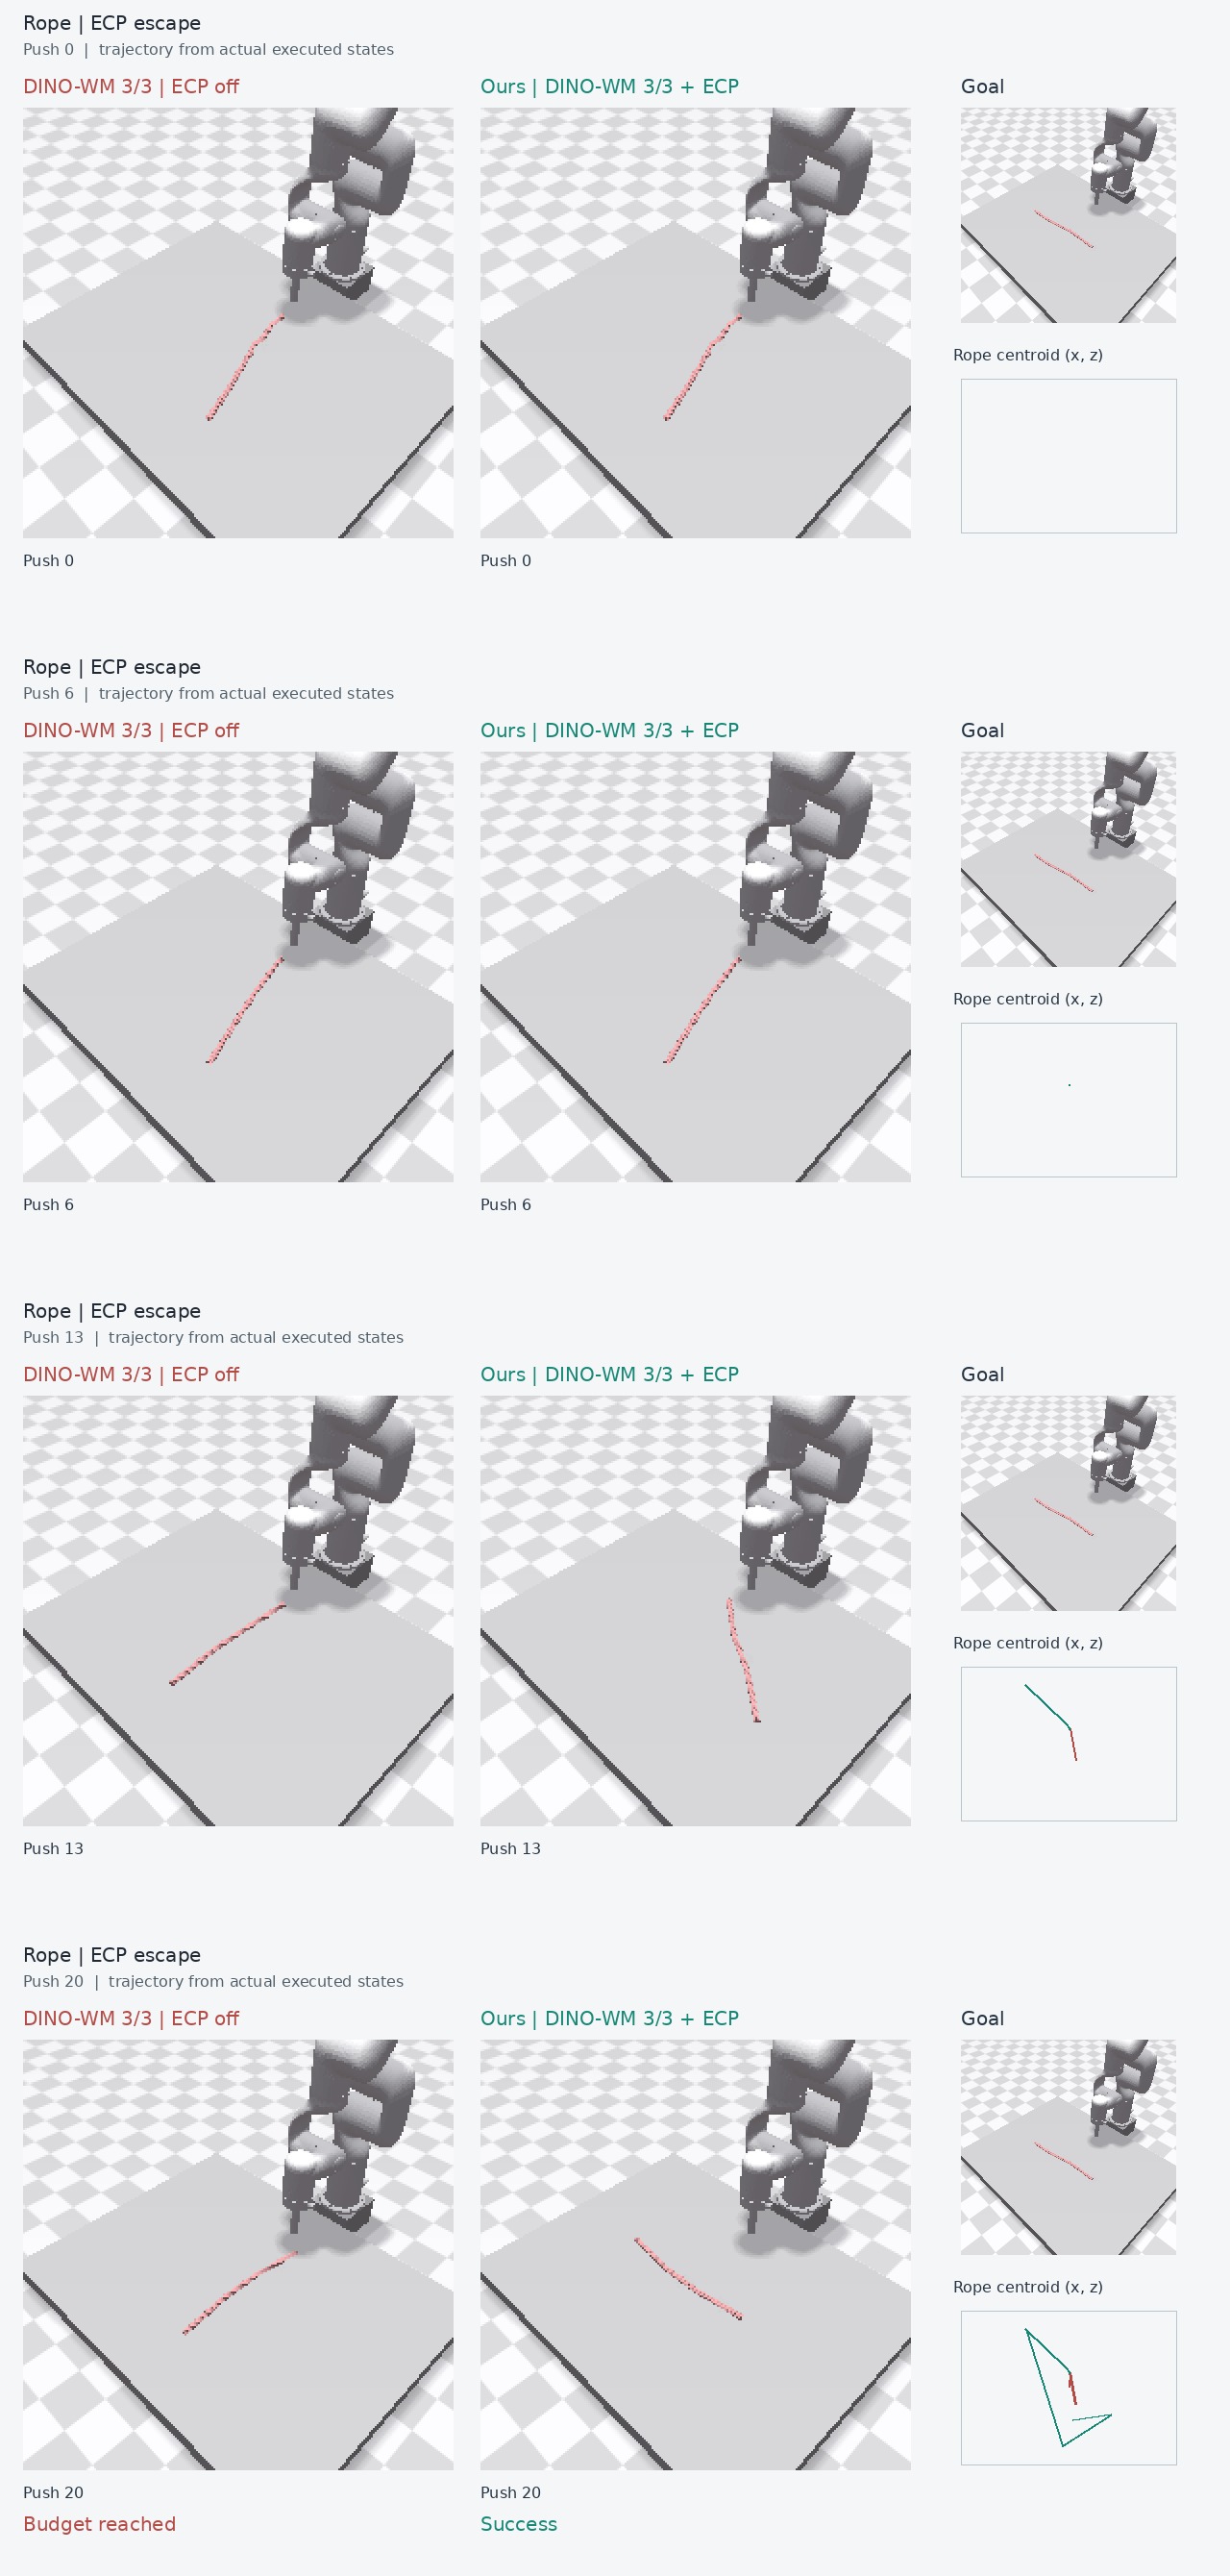 Rope | ECP escape
Push 0 | trajectory from actual executed states
DINO-WM 3/3 | ECP off
Ours | DINO-WM 3/3 + ECP
Goal
Rope centroid (x, z)
Push 0
Push 0
Rope | ECP escape
Push 6 | trajectory from actual executed states
DINO-WM 3/3 | ECP off
Ours | DINO-WM 3/3 + ECP
Goal
Rope centroid (x, z)
Push 6
Push 6
Rope | ECP escape
Push 13 | trajectory from actual executed states
DINO-WM 3/3 | ECP off
Ours | DINO-WM 3/3 + ECP
Goal
Rope centroid (x, z)
Push 13
Push 13
Rope | ECP escape
Push 20 | trajectory from actual executed states
DINO-WM 3/3 | ECP off
Ours | DINO-WM 3/3 + ECP
Goal
Rope centroid (x, z)
Push 20
Push 20
Budget reached
Success